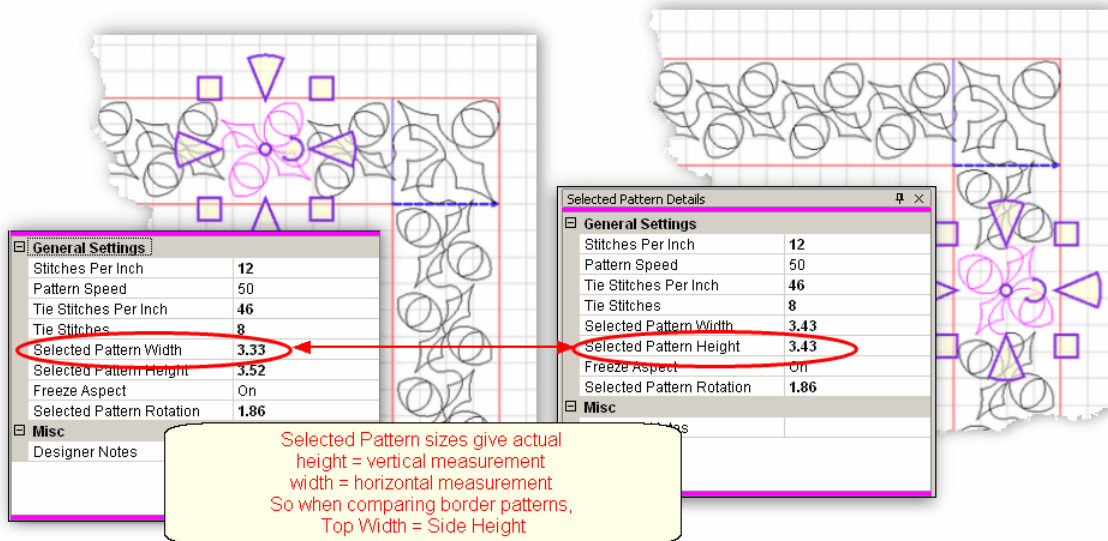 General Settings
Stitches Per Inch 12
Pattern Speed 50
Tie Stitches Per Inch 46
Tie Stitches 8
Selected Pattern Width 3.33
Selected Pattern Height 3.52
Freeze Aspect On
Selected Pattern Rotation 1.86
Misc
Designer Notes
Selected Pattern Details
General Settings
Stitches Per Inch 12
Pattern Speed 50
Tie Stitches Per Inch 46
Tie Stitches 8
Selected Pattern Width 3.43
Selected Pattern Height 3.43
Freeze Aspect On
Selected Pattern Rotation 1.86
Misc
Selected Pattern sizes give actual
height = vertical measurement
width = horizontal measurement
So when comparing border patterns,
Top Width = Side Height